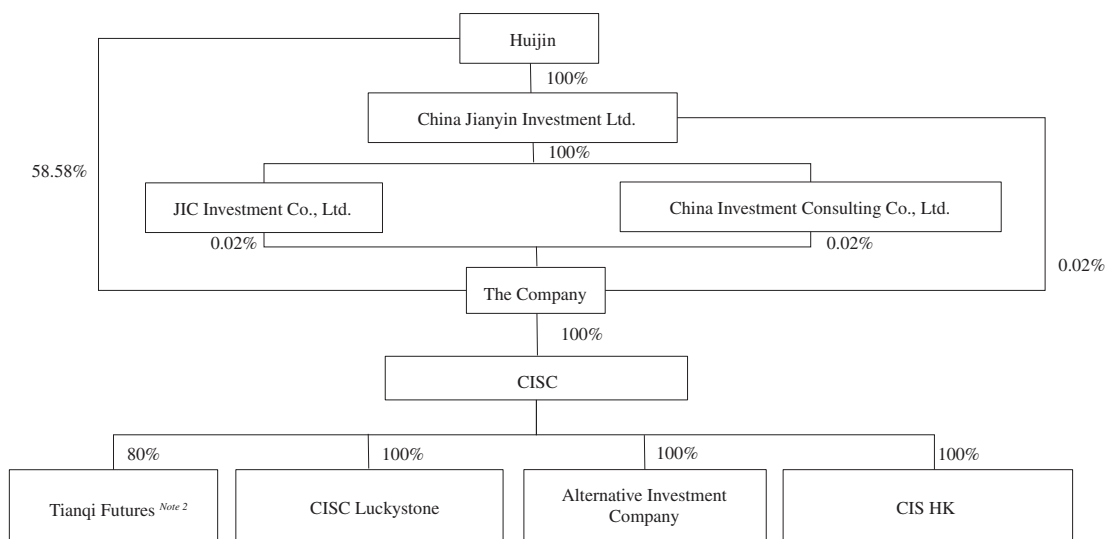 Huijin
100%
China Jianyin Investment Ltd.
100%
58.58%
JIC Investment Co., Ltd.
China Investment Consulting Co., Ltd.
0.02%
0.02%
0.02%
The Company
100%
CISC
80%
100%
100%
100%
Tianqi Futures Note 2
CISC Luckystone
Alternative Investment
Company
CIS HK